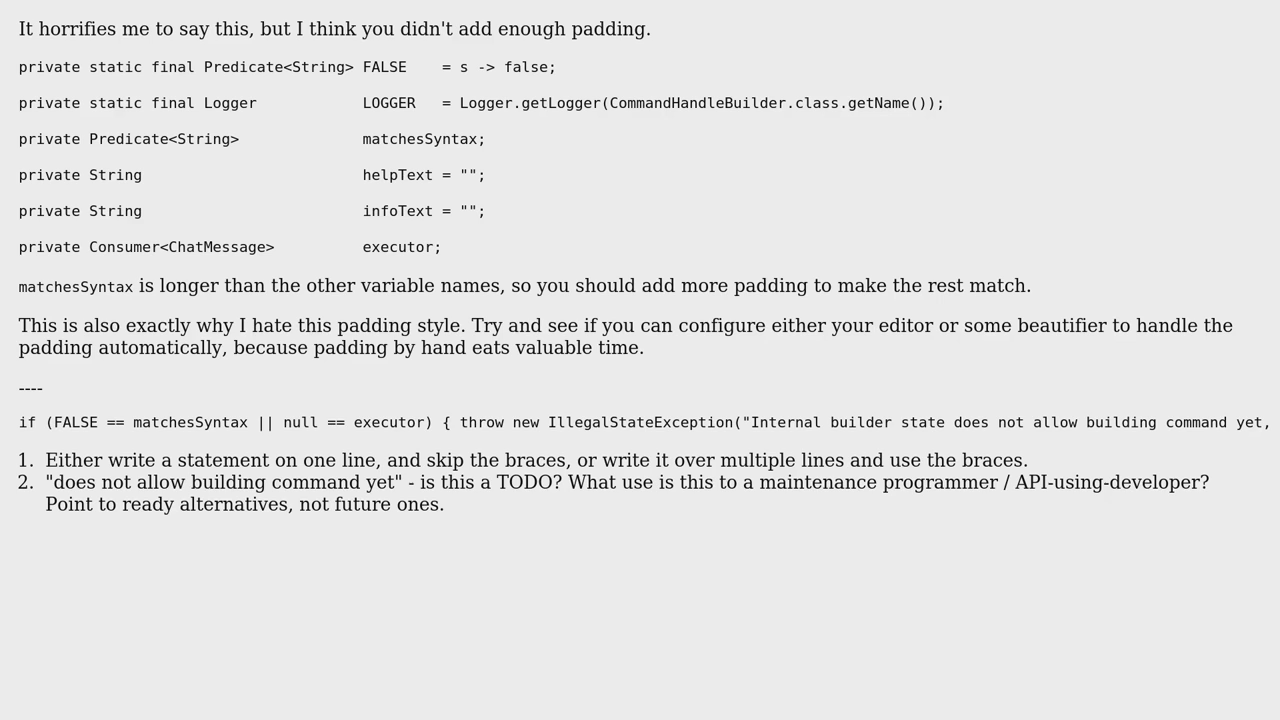 It horrifies me to say this, but I think you didn't add enough padding.
private static final Predicate<String> FALSE    = s -> false;
private static final Logger            LOGGER   = Logger.getLogger(CommandHandleBuilder.class.getName());
private Predicate<String>              matchesSyntax;
private String                         helpText = "";
private String                         infoText = "";
private Consumer<ChatMessage>          executor;
matchesSyntax is longer than the other variable names, so you should add more padding to make the rest match.
This is also exactly why I hate this padding style. Try and see if you can configure either your editor or some beautifier to handle the
padding automatically, because padding by hand eats valuable time.
----
if (FALSE == matchesSyntax || null == executor) { throw new IllegalStateException("Internal builder state does not allow building command yet,
1. Either write a statement on one line, and skip the braces, or write it over multiple lines and use the braces.
2. "does not allow building command yet" - is this a TODO? What use is this to a maintenance programmer / API-using-developer?
Point to ready alternatives, not future ones.